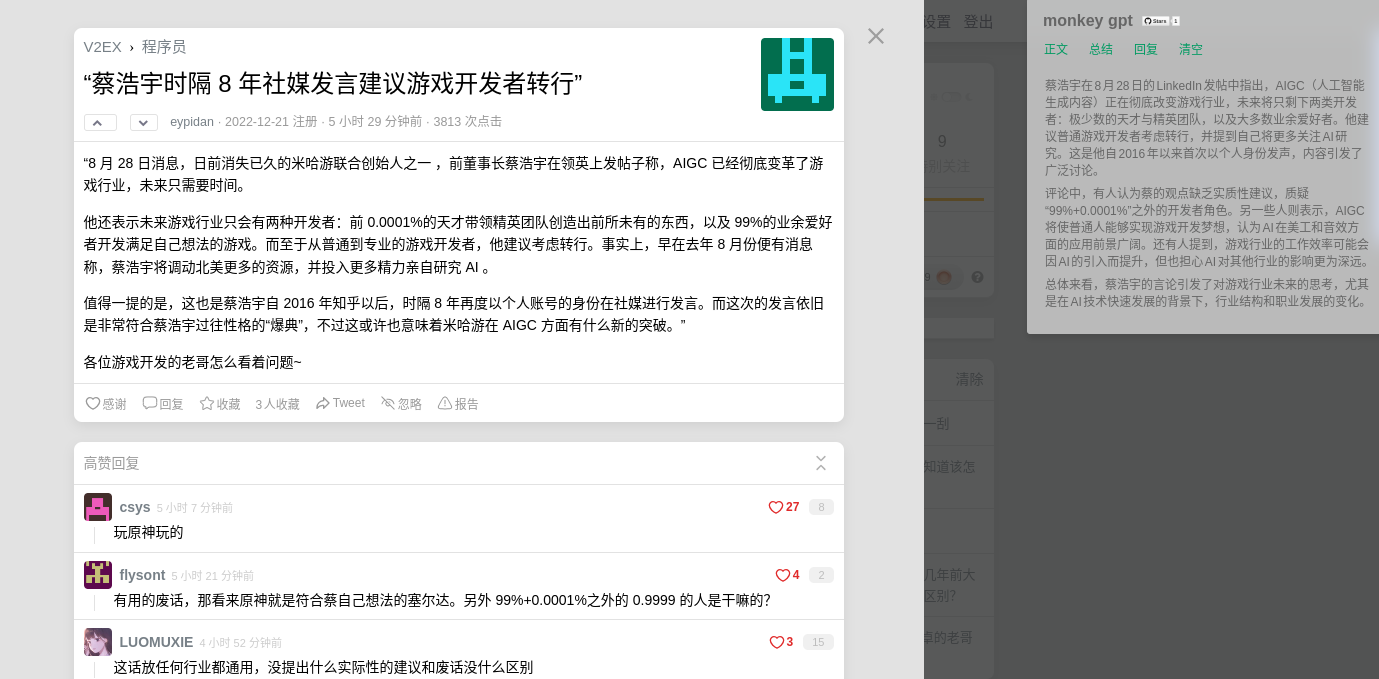 V2EX › 程序员
“蔡浩宇时隔 8 年社媒发言建议游戏开发者转行”
eypidan · 2022-12-21 注册 · 5 小时 29 分钟前 · 3813 次点击
“8 月 28 日消息，日前消失已久的米哈游联合创始人之一 ，前董事长蔡浩宇在领英上发帖子称，AIGC 已经彻底变革了游
戏行业，未来只需要时间。
他还表示未来游戏行业只会有两种开发者：前 0.0001%的天才带领精英团队创造出前所未有的东西，以及 99%的业余爱好
者开发满足自己想法的游戏。而至于从普通到专业的游戏开发者，他建议考虑转行。事实上，早在去年 8 月份便有消息
称，蔡浩宇将调动北美更多的资源，并投入更多精力亲自研究 AI 。
值得一提的是，这也是蔡浩宇自 2016 年知乎以后，时隔 8 年再度以个人账号的身份在社媒进行发言。而这次的发言依旧
是非常符合蔡浩宇过往性格的“爆典”，不过这或许也意味着米哈游在 AIGC 方面有什么新的突破。”
各位游戏开发的老哥怎么看着问题~
感谢 回复 收藏 3人收藏 Tweet 忽略 报告
高赞回复
csys 5 小时 7 分钟前 27 8
玩原神玩的
flysont 5 小时 21 分钟前 4 2
有用的废话，那看来原神就是符合蔡自己想法的塞尔达。另外 99%+0.0001%之外的 0.9999 的人是干嘛的？
LUOMUXIE 4 小时 52 分钟前 3 15
这话放任何行业都通用，没提出什么实际性的建议和废话没什么区别
设置 登出
9
别关注
9
清除
一刮
知道该怎
几年前大
区别？
卓的老哥
monkey gpt Stars 1
正文 总结 回复 清空
蔡浩宇在8月28日的LinkedIn发帖中指出，AIGC（人工智能
生成内容）正在彻底改变游戏行业，未来将只剩下两类开发
者：极少数的天才与精英团队，以及大多数业余爱好者。他建
议普通游戏开发者考虑转行，并提到自己将更多关注AI研
究。这是他自2016年以来首次以个人身份发声，内容引发了
广泛讨论。
评论中，有人认为蔡的观点缺乏实质性建议，质疑
“99%+0.0001%”之外的开发者角色。另一些人则表示，AIGC
将使普通人能够实现游戏开发梦想，认为AI在美工和音效方
面的应用前景广阔。还有人提到，游戏行业的工作效率可能会
因AI的引入而提升，但也担心AI对其他行业的影响更为深远。
总体来看，蔡浩宇的言论引发了对游戏行业未来的思考，尤其
是在AI技术快速发展的背景下，行业结构和职业发展的变化。